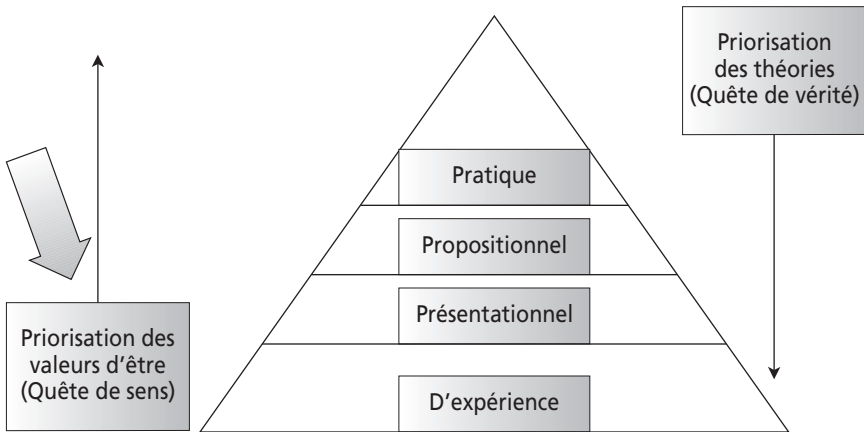 Priorisation
des théories
(Quête de vérité)
Pratique
Propositionnel
Présentationnel
Priorisation des
valeurs d'être
(Quête de sens)
D'expérience